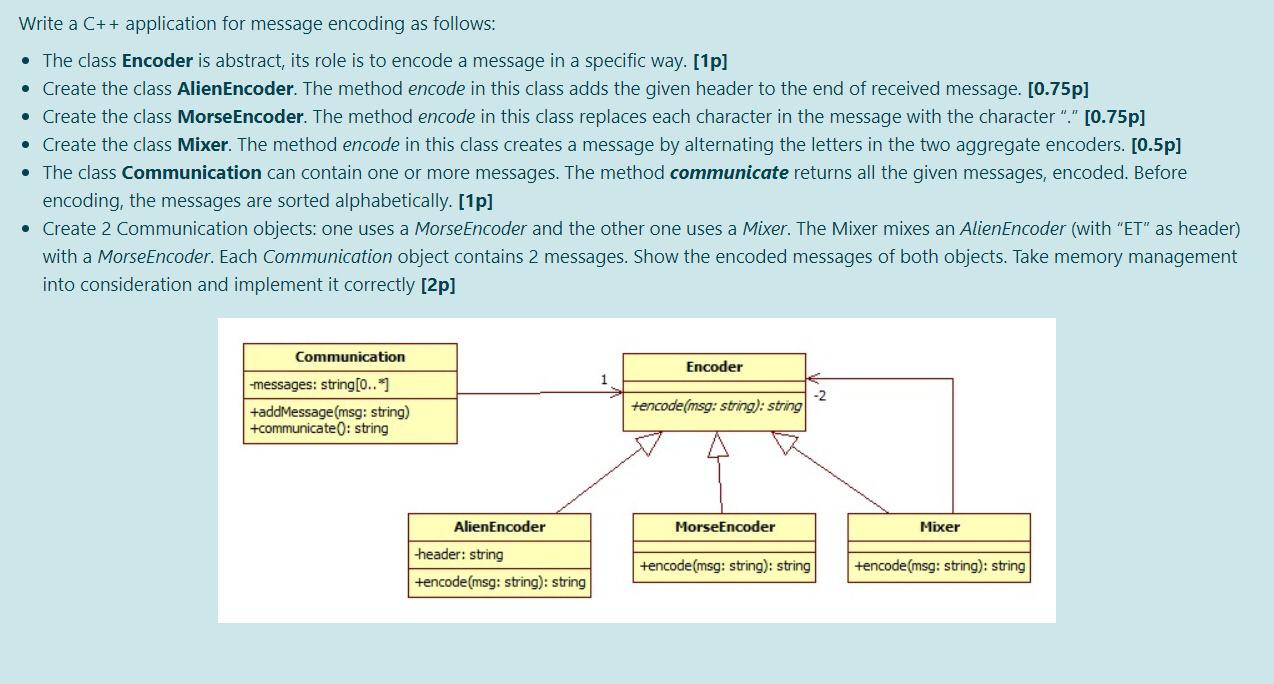 Write a C++ application for message encoding as follows:
• The class Encoder is abstract, its role is to encode a message in a specific way. [1p]
• Create the class AlienEncoder. The method encode in this class adds the given header to the end of received message. [0.75p]
• Create the class MorseEncoder. The method encode in this class replaces each character in the message with the character “.” [0.75p]
• Create the class Mixer. The method encode in this class creates a message by alternating the letters in the two aggregate encoders. [0.5p]
• The class Communication can contain one or more messages. The method communicate returns all the given messages, encoded. Before
encoding, the messages are sorted alphabetically. [1p]
• Create 2 Communication objects: one uses a MorseEncoder and the other one uses a Mixer. The Mixer mixes an AlienEncoder (with “ET” as header)
with a MorseEncoder. Each Communication object contains 2 messages. Show the encoded messages of both objects. Take memory management
into consideration and implement it correctly [2p]
Communication
-messages: string[0..*]
+addMessage(msg: string)
+communicate(): string
1
Encoder
+encode(msg: string): string
-2
AlienEncoder
-header: string
+encode(msg: string): string
MorseEncoder
+encode(msg: string): string
Mixer
+encode(msg: string): string